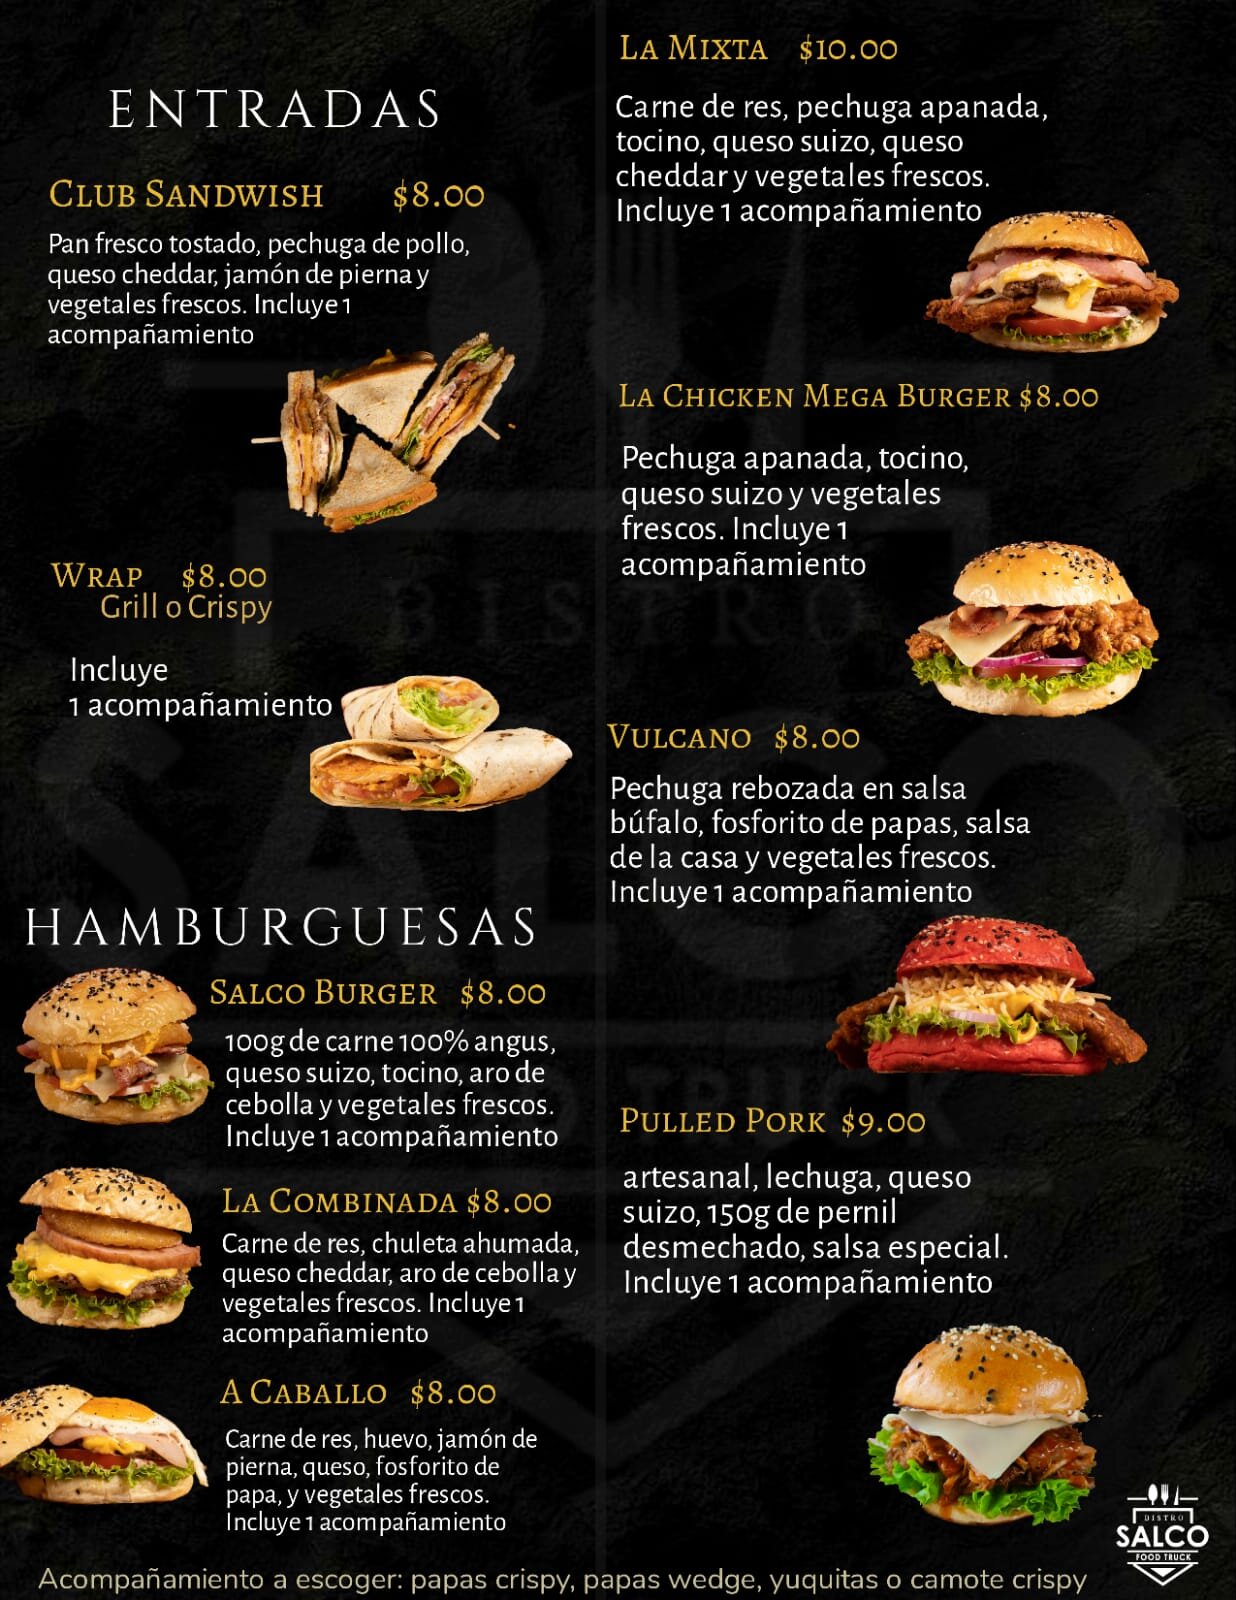 ENTRADAS
CLUB SANDWISH $8.00
Pan fresco tostado, pechuga de pollo,
queso cheddar, jamón de pierna y
vegetales frescos. Incluye 1
acompañamiento
WRAP $8.00
Grill o Crispy
Incluye
1 acompañamiento
HAMBURGUESAS
SALCO BURGER $8.00
100g de carne 100% angus,
queso suizo, tocino, aro de
cebolla y vegetales frescos.
Incluye 1 acompañamiento
LA COMBINADA $8.00
Carne de res, chuleta ahumada,
queso cheddar, aro de cebolla y
vegetales frescos. Incluye 1
acompañamiento
A CABALLO $8.00
Carne de res, huevo, jamón de
pierna, queso, fosforito de
papa, y vegetales frescos.
Incluye 1 acompañamiento
LA MIXTA $10.00
Carne de res, pechuga apanada,
tocino, queso suizo, queso
cheddar y vegetales frescos.
Incluye 1 acompañamiento
LA CHICKEN MEGA BURGER $8.00
Pechuga apanada, tocino,
queso suizo y vegetales
frescos. Incluye 1
acompañamiento
VULCANO $8.00
Pechuga rebozada en salsa
búfalo, fosforito de papas, salsa
de la casa y vegetales frescos.
Incluye 1 acompañamiento
PULLED PORK $9.00
artesanal, lechuga, queso
suizo, 150g de pernil
desmechado, salsa especial.
Incluye 1 acompañamiento
BISTRO
SALCO
FOOD TRUCK
Acompañamiento a escoger: papas crispy, papas wedge, yuquitas o camote crispy
BISTRO
SALCO
FOOD TRUCK